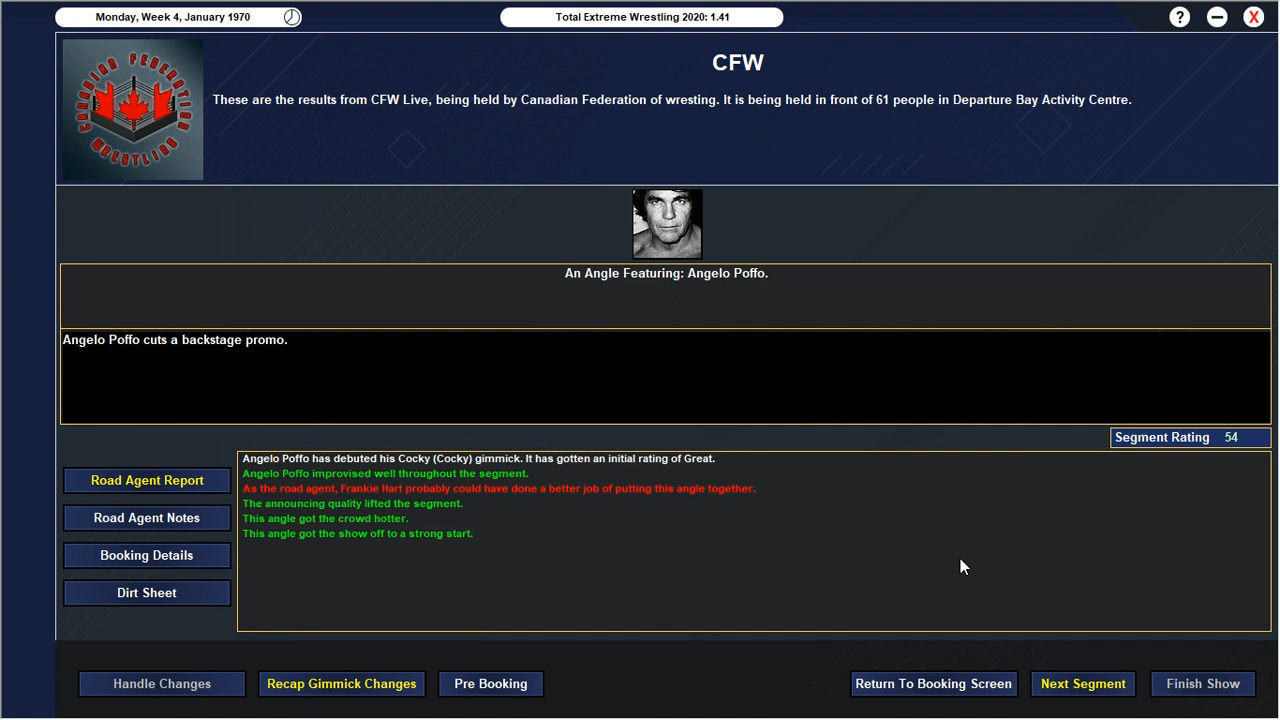 Monday, Week 4, January 1970
Total Extreme Wrestling 2020: 1.41
?
X
CANADIAN FEDERATION
WRESTLING
CFW
These are the results from CFW Live, being held by Canadian Federation of wresting. It is being held in front of 61 people in Departure Bay Activity Centre.
An Angle Featuring: Angelo Poffo.
Angelo Poffo cuts a backstage promo.
Segment Rating 54
Road Agent Report
Road Agent Notes
Booking Details
Dirt Sheet
Angelo Poffo has debuted his Cocky (Cocky) gimmick. It has gotten an initial rating of Great.
Angelo Poffo improvised well throughout the segment.
As the road agent, Frankie Hart probably could have done a better job of putting this angle together.
The announcing quality lifted the segment.
This angle got the crowd hotter.
This angle got the show off to a strong start.
Handle Changes
Recap Gimmick Changes
Pre Booking
Return To Booking Screen
Next Segment
Finish Show